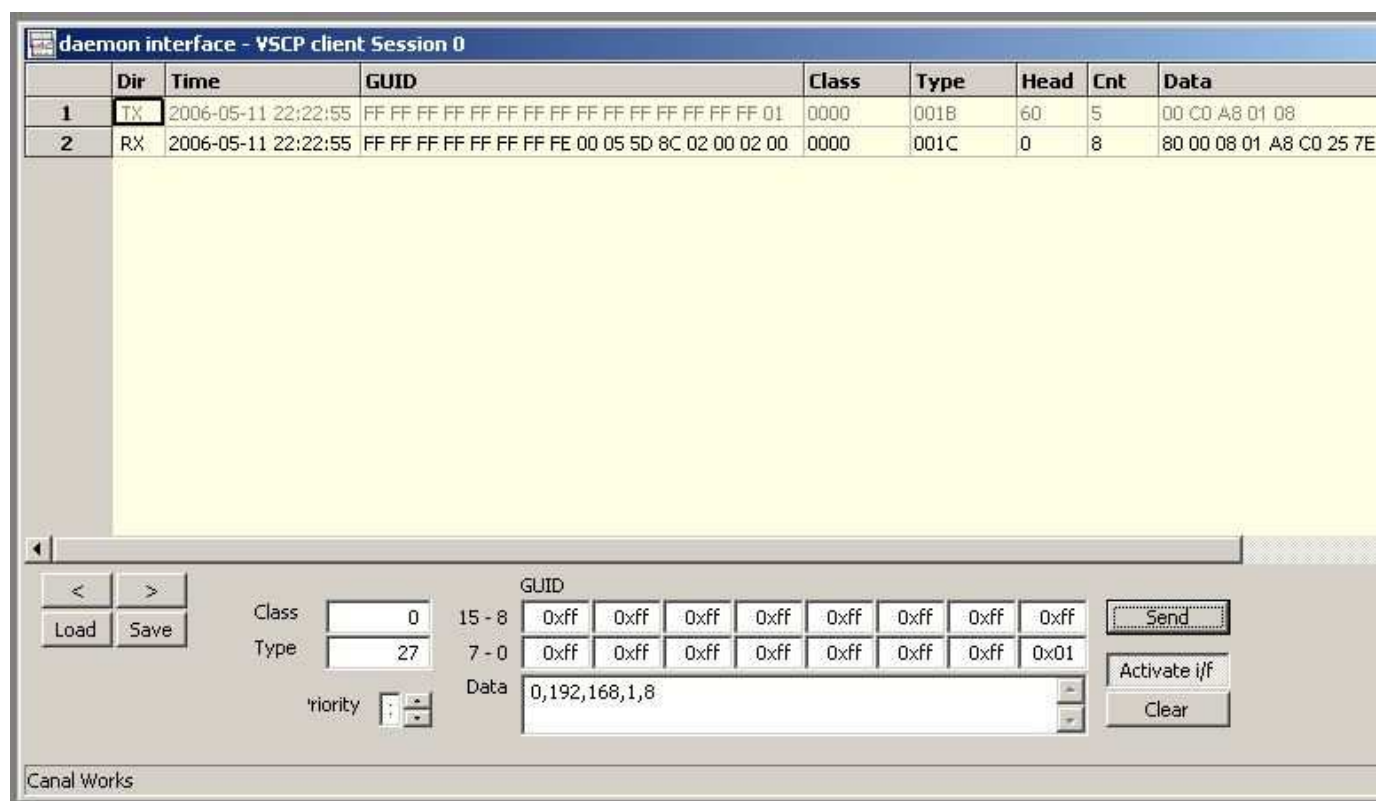 daemon interface - VSCP client Session 0
Dir Time GUID Class Type Head Cnt Data
1 TX 2006-05-11 22:22:55 FF FF FF FF FF FF FF FF FF FF FF FF FF FF FF 01 0000 001B 60 5 00 C0 A8 01 08
2 RX 2006-05-11 22:22:55 FF FF FF FF FF FF FF FE 00 05 5D 8C 02 00 02 00 0000 001C 0 8 80 00 08 01 A8 C0 25 7E
< >
Load Save
GUID
Class 0 15 - 8 0xff 0xff 0xff 0xff 0xff 0xff 0xff 0xff Send
Type 27 7 - 0 0xff 0xff 0xff 0xff 0xff 0xff 0xff 0x01
Activate i/f
riority Data 0,192,168,1,8
Clear
Canal Works